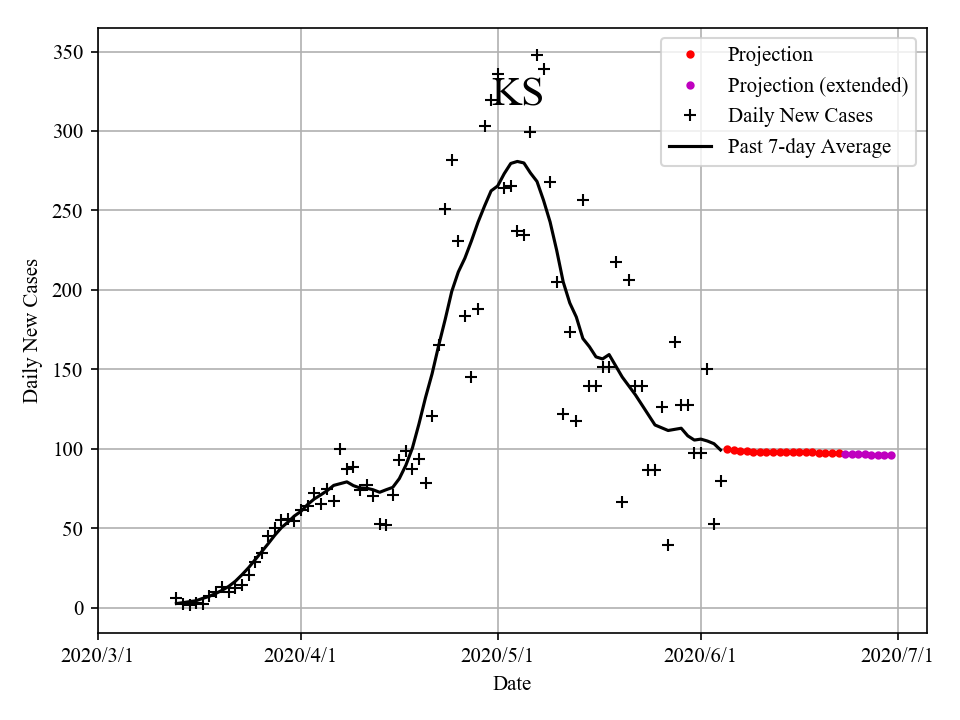 KS
Projection
Projection (extended)
Daily New Cases
Past 7-day Average
350
300
250
200
150
100
50
0
Daily New Cases
2020/3/1 2020/4/1 2020/5/1 2020/6/1 2020/7/1
Date